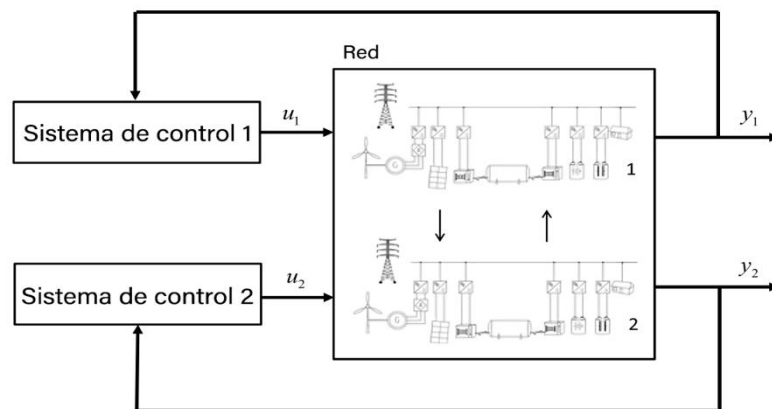 Red
Sistema de control 1
u₁
y₁
G
1
Sistema de control 2
u₂
y₂
G
2